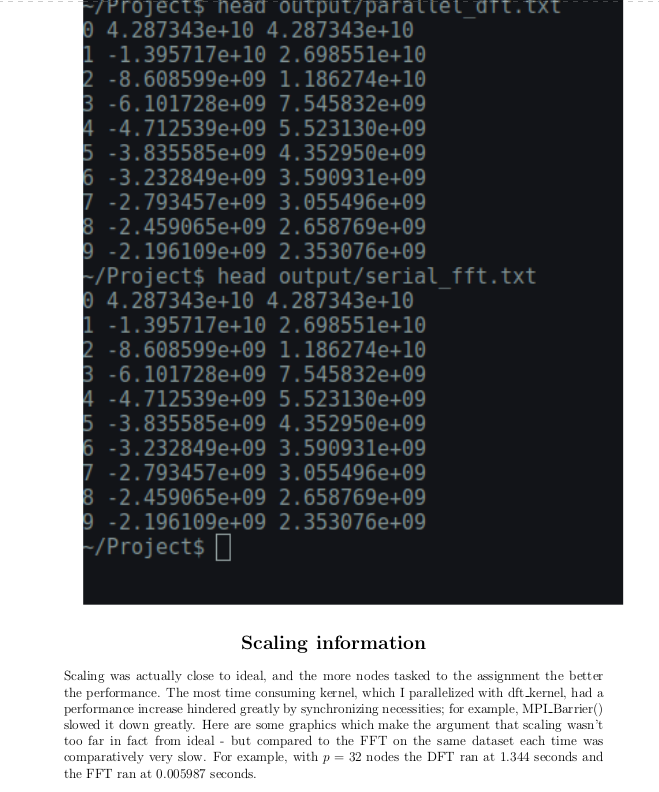 ~/Project$ head output/parallel_dft.txt
0 4.287343e+10 4.287343e+10
1 -1.395717e+10 2.698551e+10
2 -8.608599e+09 1.186274e+10
3 -6.101728e+09 7.545832e+09
4 -4.712539e+09 5.523130e+09
5 -3.835585e+09 4.352950e+09
6 -3.232849e+09 3.590931e+09
7 -2.793457e+09 3.055496e+09
8 -2.459065e+09 2.658769e+09
9 -2.196109e+09 2.353076e+09
~/Project$ head output/serial_fft.txt
0 4.287343e+10 4.287343e+10
1 -1.395717e+10 2.698551e+10
2 -8.608599e+09 1.186274e+10
3 -6.101728e+09 7.545832e+09
4 -4.712539e+09 5.523130e+09
5 -3.835585e+09 4.352950e+09
6 -3.232849e+09 3.590931e+09
7 -2.793457e+09 3.055496e+09
8 -2.459065e+09 2.658769e+09
9 -2.196109e+09 2.353076e+09
~/Project$
Scaling information
Scaling was actually close to ideal, and the more nodes tasked to the assignment the better
the performance. The most time consuming kernel, which I parallelized with dft_kernel, had a
performance increase hindered greatly by synchronizing necessities; for example, MPI_Barrier()
slowed it down greatly. Here are some graphics which make the argument that scaling wasn't
too far in fact from ideal - but compared to the FFT on the same dataset each time was
comparatively very slow. For example, with p = 32 nodes the DFT ran at 1.344 seconds and
the FFT ran at 0.005987 seconds.